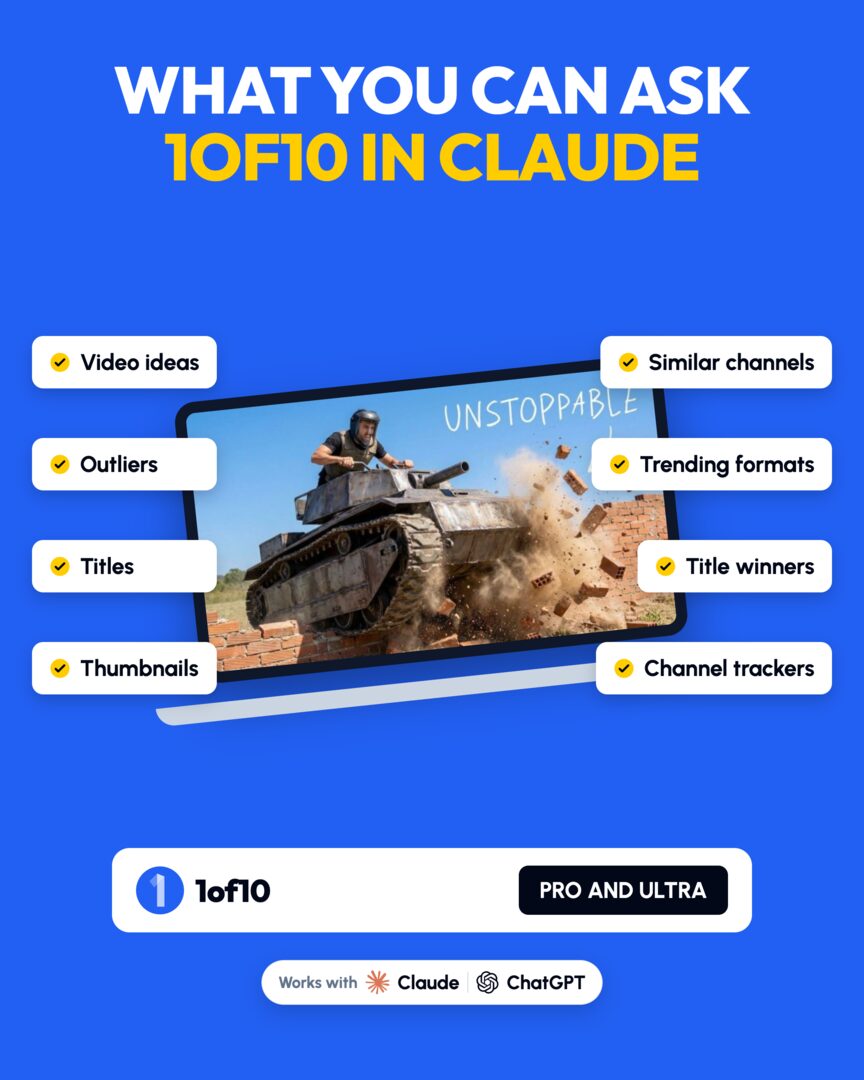 WHAT YOU CAN ASK
1OF10 IN CLAUDE
Video ideas
Similar channels
UNSTOPPABLE
Outliers
Trending formats
Titles
Title winners
Thumbnails
Channel trackers
1of10
PRO AND ULTRA
Works with Claude ChatGPT